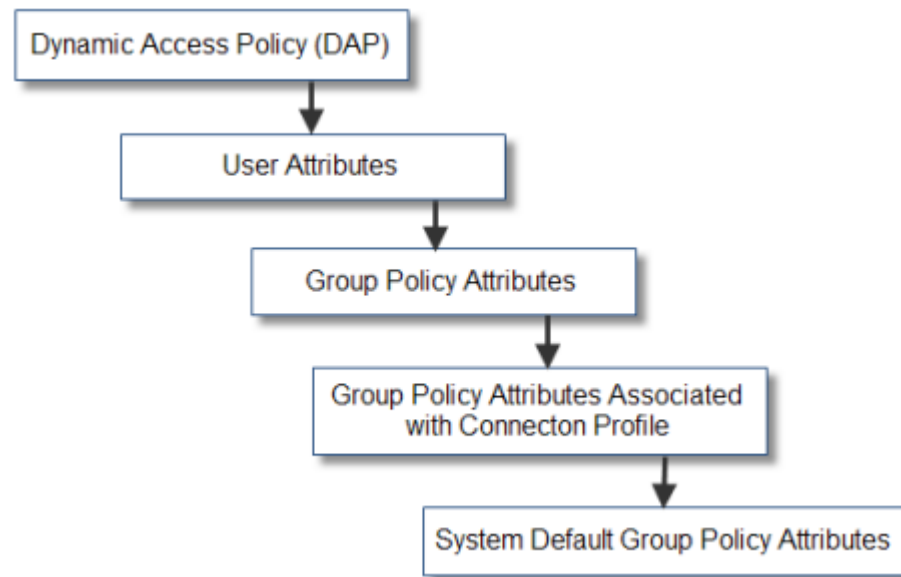 Dynamic Access Policy (DAP)
User Attributes
Group Policy Attributes
Group Policy Attributes Associated
with Connecton Profile
System Default Group Policy Attributes